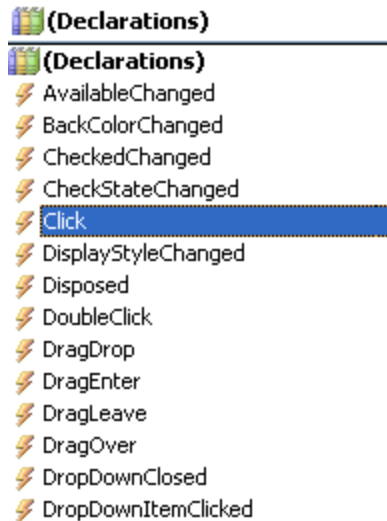 (Declarations)
(Declarations)
AvailableChanged
BackColorChanged
CheckedChanged
CheckStateChanged
Click
DisplayStyleChanged
Disposed
DoubleClick
DragDrop
DragEnter
DragLeave
DragOver
DropDownClosed
DropDownItemClicked